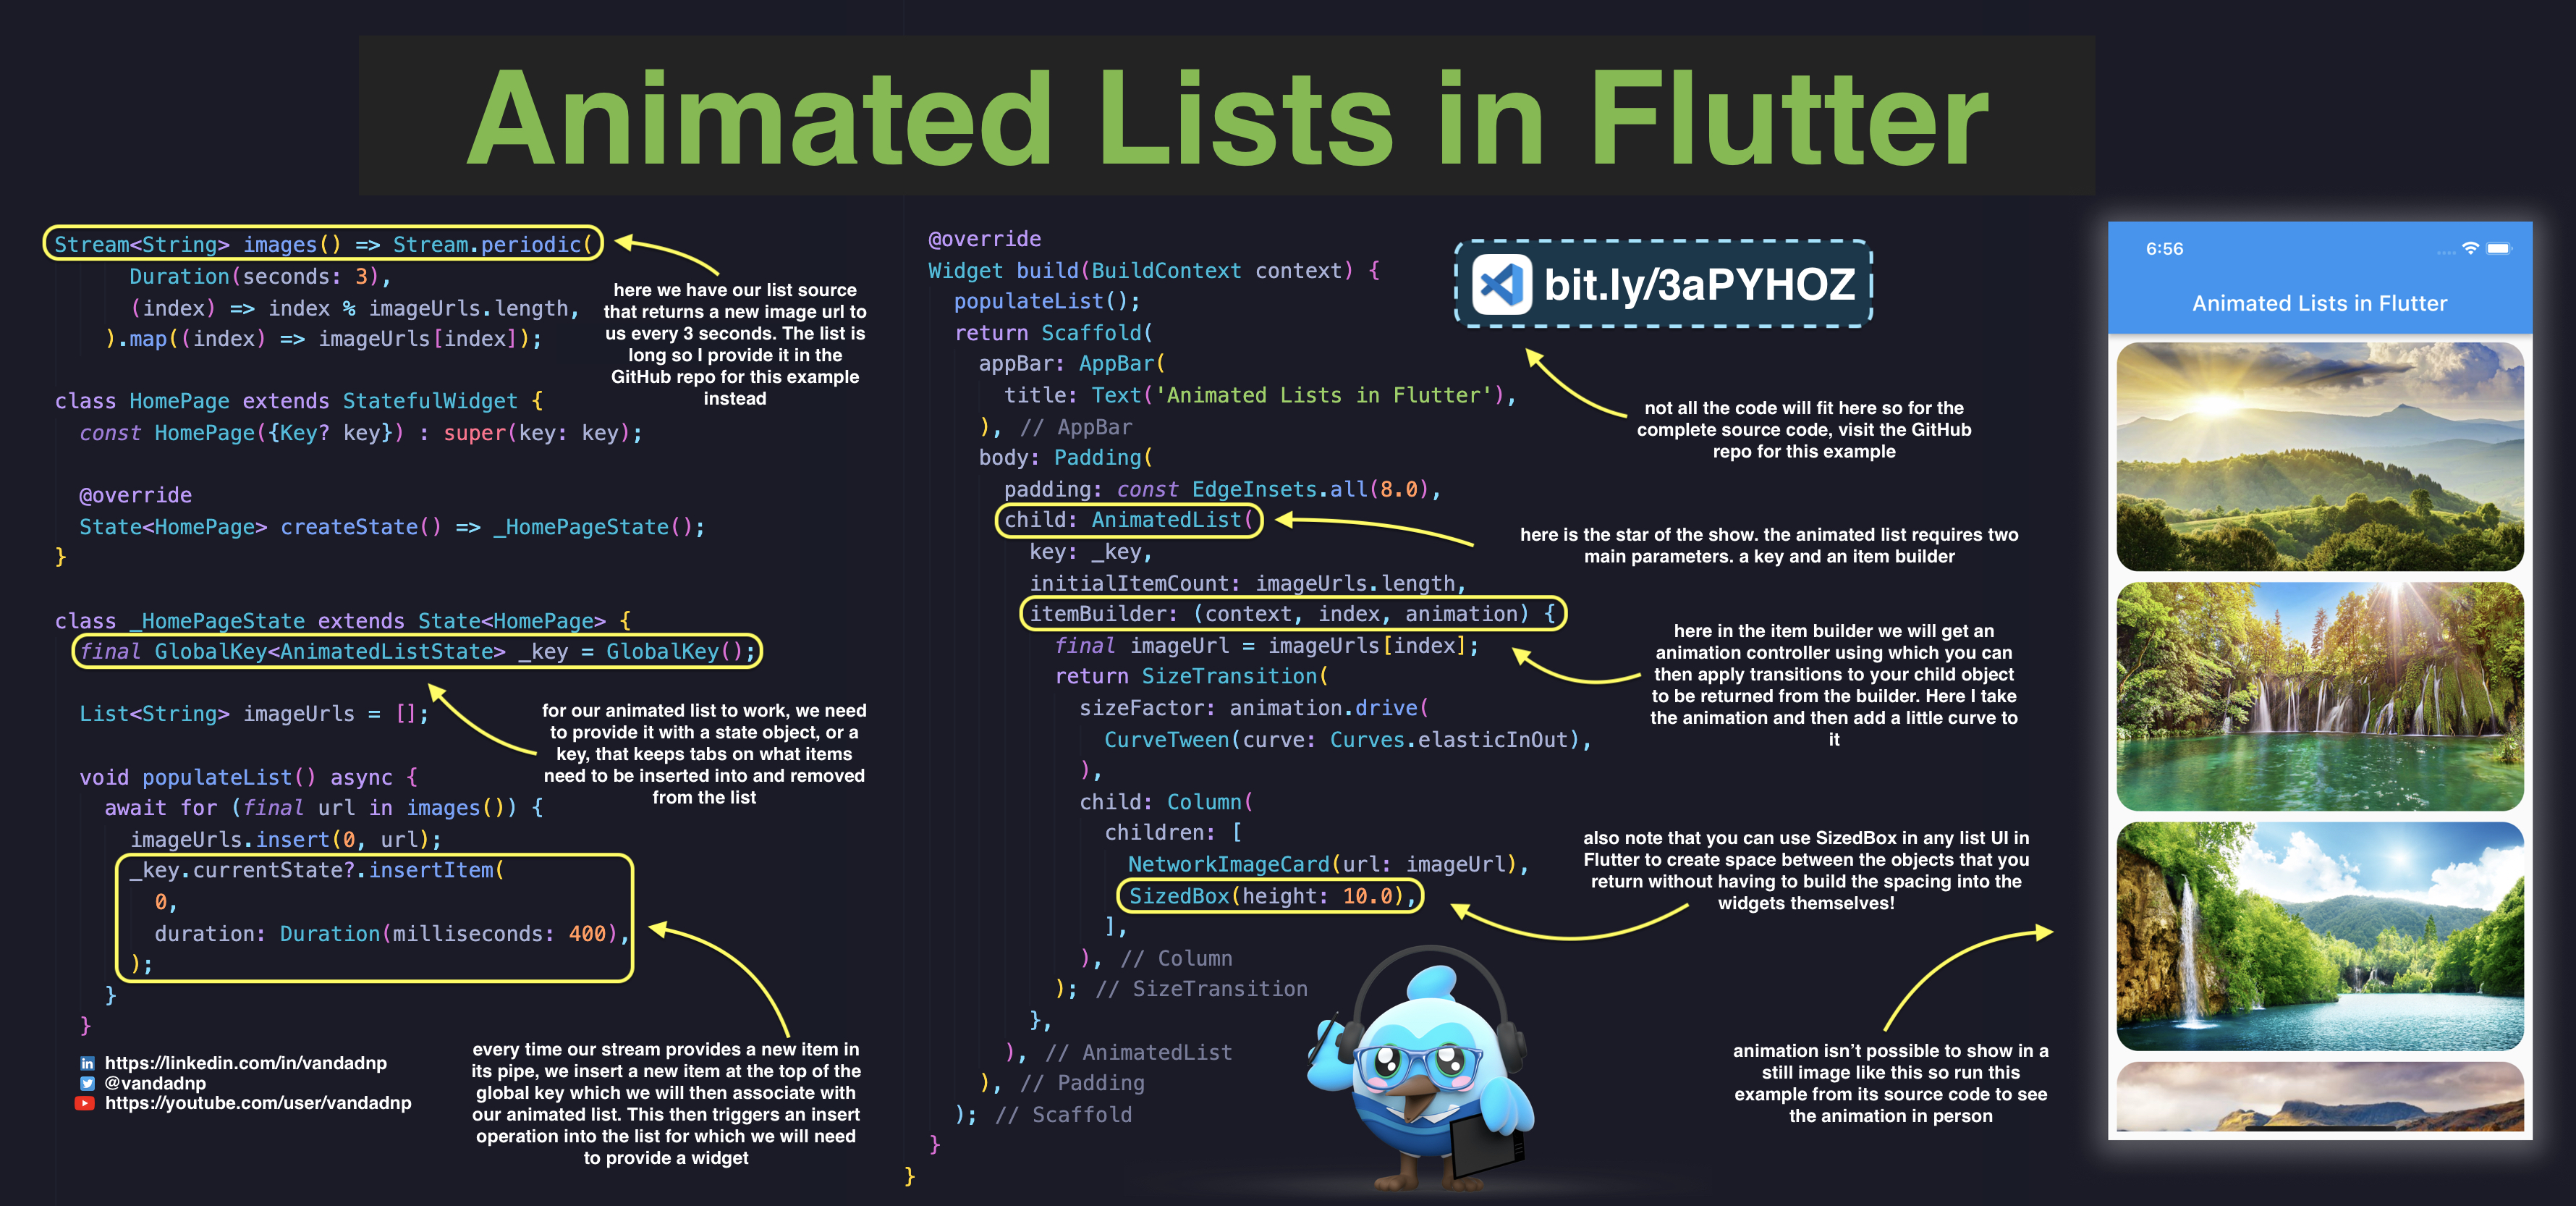 Animated Lists in Flutter
Stream<String> images() => Stream.periodic(
Duration(seconds: 3),
(index) => index % imageUrls.length,
).map((index) => imageUrls[index]);
here we have our list source
that returns a new image url to
us every 3 seconds. The list is
long so I provide it in the
GitHub repo for this example
instead
class HomePage extends StatefulWidget {
const HomePage({Key? key}) : super(key: key);
@override
State<HomePage> createState() => _HomePageState();
}
class _HomePageState extends State<HomePage> {
final GlobalKey<AnimatedListState> _key = GlobalKey();
List<String> imageUrls = [];
for our animated list to work, we need
to provide it with a state object, or a
key, that keeps tabs on what items
need to be inserted into and removed
from the list
void populateList() async {
await for (final url in images()) {
imageUrls.insert(0, url);
_key.currentState?.insertItem(
0,
duration: Duration(milliseconds: 400),
);
}
}
every time our stream provides a new item in
its pipe, we insert a new item at the top of the
global key which we will then associate with
our animated list. This then triggers an insert
operation into the list for which we will need
to provide a widget
https://linkedin.com/in/vandadnp
@vandadnp
https://youtube.com/user/vandadnp
@override
Widget build(BuildContext context) {
populateList();
return Scaffold(
appBar: AppBar(
title: Text('Animated Lists in Flutter'),
), // AppBar
body: Padding(
padding: const EdgeInsets.all(8.0),
child: AnimatedList(
key: _key,
initialItemCount: imageUrls.length,
itemBuilder: (context, index, animation) {
final imageUrl = imageUrls[index];
return SizeTransition(
sizeFactor: animation.drive(
CurveTween(curve: Curves.elasticInOut),
),
child: Column(
children: [
NetworkImageCard(url: imageUrl),
SizedBox(height: 10.0),
],
), // Column
); // SizeTransition
},
), // AnimatedList
), // Padding
); // Scaffold
}
}
bit.ly/3aPYHOZ
not all the code will fit here so for the
complete source code, visit the GitHub
repo for this example
here is the star of the show. the animated list requires two
main parameters. a key and an item builder
here in the item builder we will get an
animation controller using which you can
then apply transitions to your child object
to be returned from the builder. Here I take
the animation and then add a little curve to
it
also note that you can use SizedBox in any list UI in
Flutter to create space between the objects that you
return without having to build the spacing into the
widgets themselves!
animation isn't possible to show in a
still image like this so run this
example from its source code to see
the animation in person
6:56
Animated Lists in Flutter